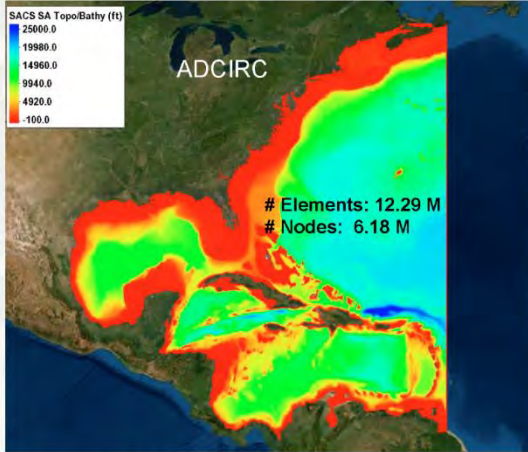 SACS SA Topo/Bathy (ft)
25000.0
19980.0
14960.0
9940.0
4920.0
-100.0
ADCIRC
# Elements: 12.29 M
# Nodes: 6.18 M